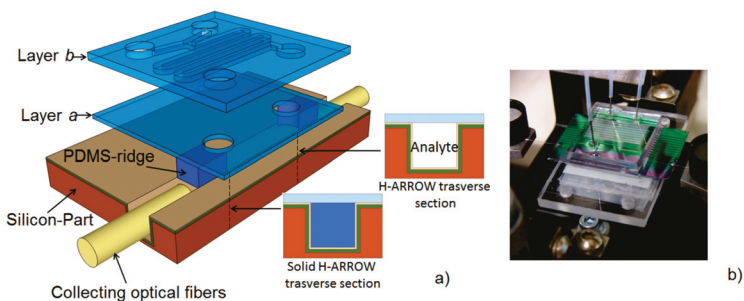 Layer b
Layer a
PDMS-ridge
Silicon-Part
Collecting optical fibers
Analyte
H-ARROW trasverse
section
Solid H-ARROW
trasverse section
a)
b)